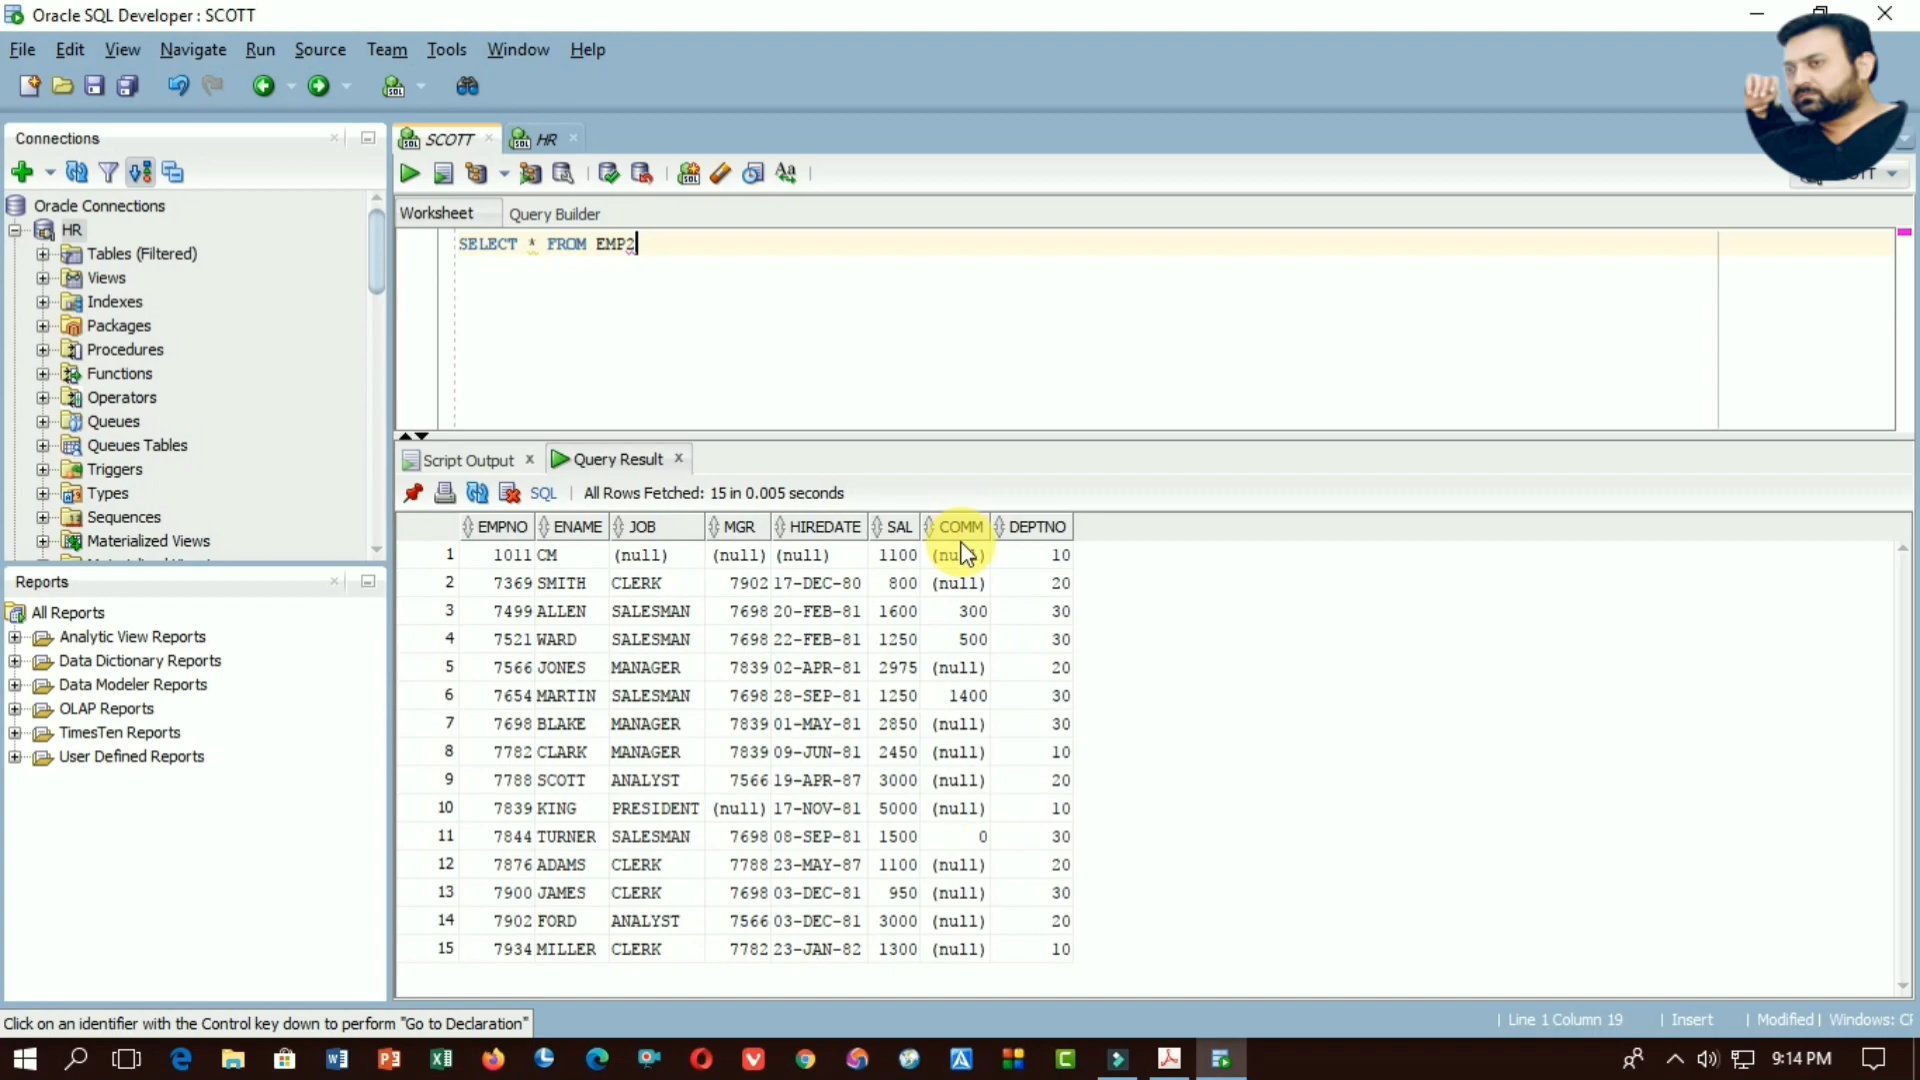 Oracle SQL Developer : SCOTT
File Edit View Navigate Run Source Team Tools Window Help
Connections
SCOTT
HR
Worksheet Query Builder
Oracle Connections
HR
Tables (Filtered)
Views
Indexes
Packages
Procedures
Functions
Operators
Queues
Queues Tables
Triggers
Types
Sequences
Materialized Views
SELECT * FROM EMP2
Script Output
Query Result
SQL | All Rows Fetched: 15 in 0.005 seconds
EMPNO ENAME JOB MGR HIREDATE SAL COMM DEPTNO
1 1011 CM (null) (null) (null) 1100 (null) 10
2 7369 SMITH CLERK 7902 17-DEC-80 800 (null) 20
3 7499 ALLEN SALESMAN 7698 20-FEB-81 1600 300 30
4 7521 WARD SALESMAN 7698 22-FEB-81 1250 500 30
5 7566 JONES MANAGER 7839 02-APR-81 2975 (null) 20
6 7654 MARTIN SALESMAN 7698 28-SEP-81 1250 1400 30
7 7698 BLAKE MANAGER 7839 01-MAY-81 2850 (null) 30
8 7782 CLARK MANAGER 7839 09-JUN-81 2450 (null) 10
9 7788 SCOTT ANALYST 7566 19-APR-87 3000 (null) 20
10 7839 KING PRESIDENT (null) 17-NOV-81 5000 (null) 10
11 7844 TURNER SALESMAN 7698 08-SEP-81 1500 0 30
12 7876 ADAMS CLERK 7788 23-MAY-87 1100 (null) 20
13 7900 JAMES CLERK 7698 03-DEC-81 950 (null) 30
14 7902 FORD ANALYST 7566 03-DEC-81 3000 (null) 20
15 7934 MILLER CLERK 7782 23-JAN-82 1300 (null) 10
Reports
All Reports
Analytic View Reports
Data Dictionary Reports
Data Modeler Reports
OLAP Reports
TimesTen Reports
User Defined Reports
Click on an identifier with the Control key down to perform "Go to Declaration"
| Line 1 Column 19 | Insert | Modified | Windows:
9:14 PM